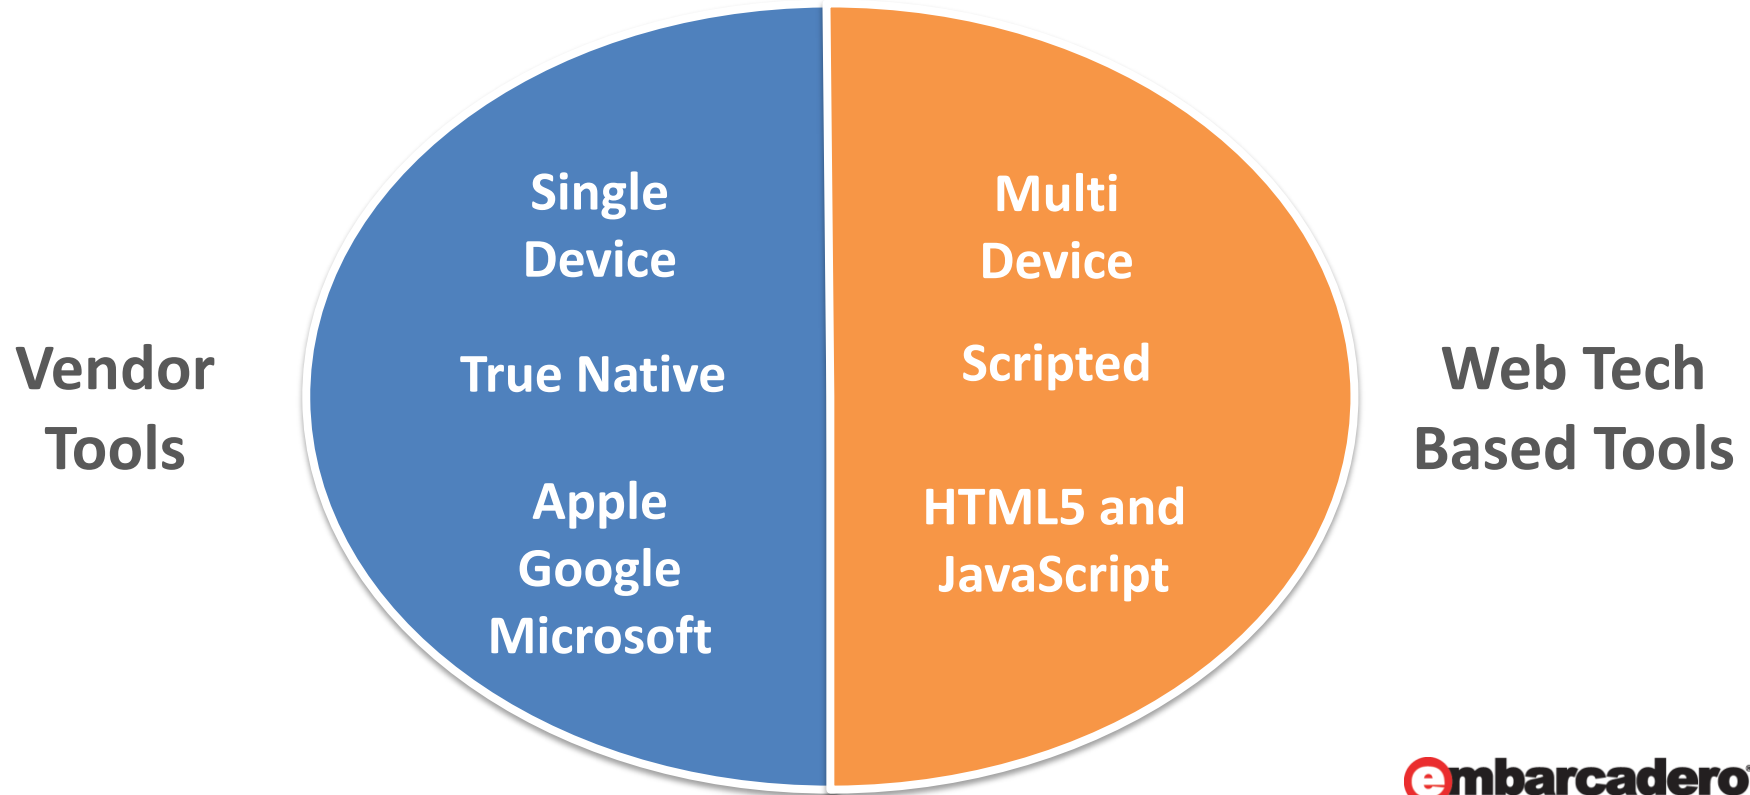 Vendor
Tools
Single
Device
True Native
Apple
Google
Microsoft
Multi
Device
Scripted
HTML5 and
JavaScript
Web Tech
Based Tools
embarcadero